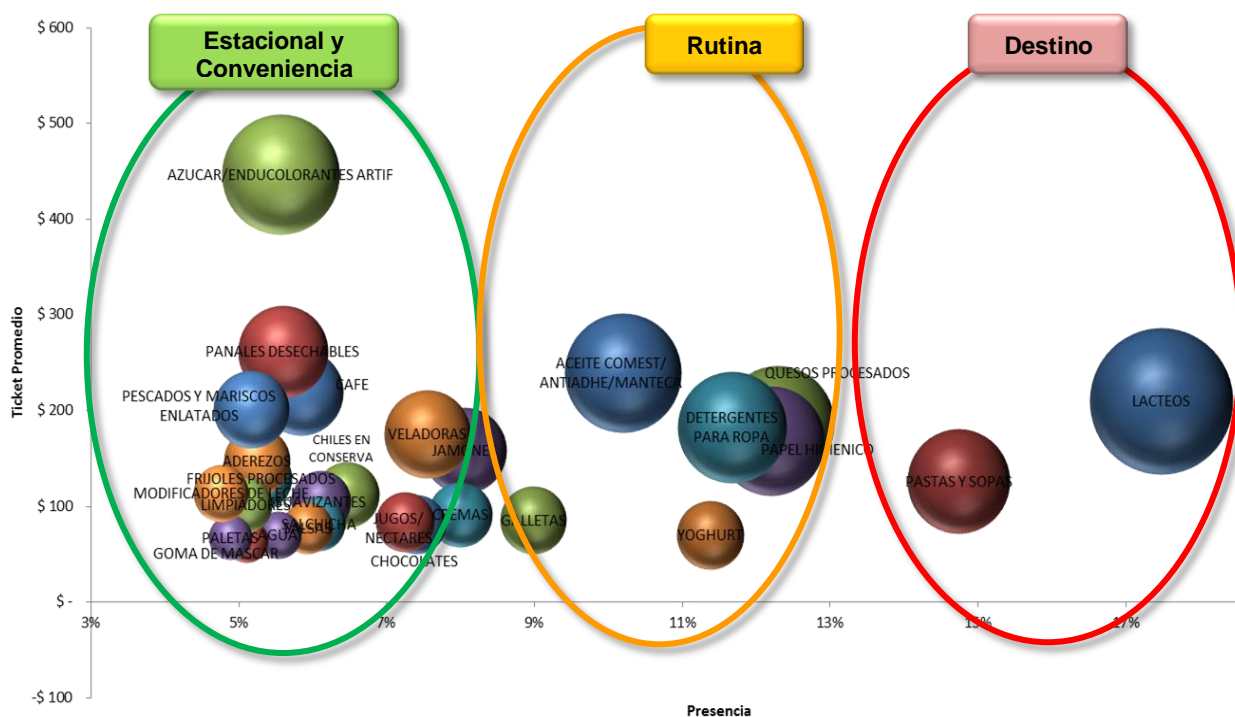 Estacional y
Conveniencia
Rutina
Destino
$ 600
$ 500
$ 400
$ 300
$ 200
$ 100
$ -
-$ 100
Ticket Promedio
AZUCAR/ENDUCOLORANTES ARTIF
PANALES DESECHABLES
CAFE
PESCADOS Y MARISCOS
ENLATADOS
CHILES EN
CONSERVA
VELADORAS
JAMONE
ADEREZOS
FRIJOLES PROCESADOS
MODIFICADORES DE LECHE
LIMPIADORES
SALCHICHA
SALSAS
AGUA
PALETAS
GOMA DE MASCAR
JUGOS/
NECTARES
CHOCOLATES
CREMAS
GALLETAS
ACEITE COMEST/
ANTIADHE/MANTECA
QUESOS PROCESADOS
DETERGENTES
PARA ROPA
PAPEL HIGIENICO
YOGHURT
PASTAS Y SOPAS
LACTEOS
3%
5%
7%
9%
11%
13%
15%
17%
Presencia